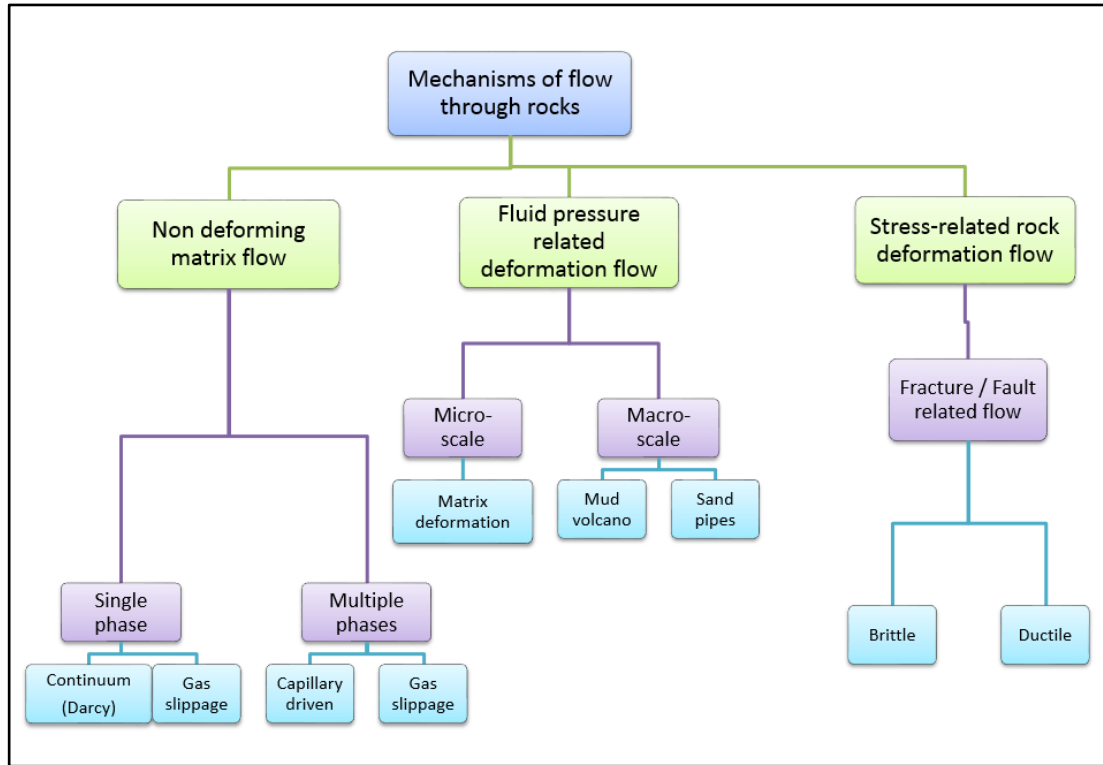 Mechanisms of flow
through rocks
Non deforming
matrix flow
Fluid pressure
related
deformation flow
Stress-related rock
deformation flow
Micro-
scale
Macro-
scale
Fracture / Fault
related flow
Matrix
deformation
Mud
volcano
Sand
pipes
Single
phase
Multiple
phases
Brittle
Ductile
Continuum
(Darcy)
Gas
slippage
Capillary
driven
Gas
slippage